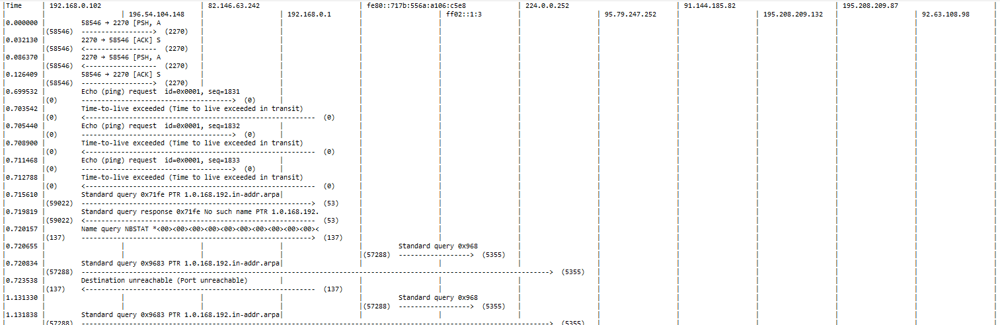 |Time | 192.168.0.102 | 82.146.63.242 | fe80::717b:556a:a106:c5e8 | 224.0.0.252 | 91.144.185.82 | 195.208.209.87 |
| | 196.54.104.148 | 192.168.0.1 | ff02::1:3 | 95.79.247.252 | 195.208.209.132 | 92.63.108.98 |
|0.000000 | 58546 → 2270 [PSH, A
|(58546) ------------------> (2270)
|0.032130 | 2270 → 58546 [ACK] S
|(58546) <------------------ (2270)
|0.086370 | 2270 → 58546 [PSH, A
|(58546) <------------------ (2270)
|0.126409 | 58546 → 2270 [ACK] S
|(58546) ------------------> (2270)
|0.699532 | Echo (ping) request id=0x0001, seq=1831
|(0) --------------------------------------> (0)
|0.703542 | Time-to-live exceeded (Time to live exceeded in transit)
|(0) <---------------------------------------------------------- (0)
|0.705440 | Echo (ping) request id=0x0001, seq=1832
|(0) --------------------------------------> (0)
|0.708900 | Time-to-live exceeded (Time to live exceeded in transit)
|(0) <---------------------------------------------------------- (0)
|0.711468 | Echo (ping) request id=0x0001, seq=1833
|(0) --------------------------------------> (0)
|0.712788 | Time-to-live exceeded (Time to live exceeded in transit)
|(0) <---------------------------------------------------------- (0)
|0.715610 | Standard query 0x71fe PTR 1.0.168.192.in-addr.arpa|
|(59022) ----------------------------------------------------------> (53)
|0.719819 | Standard query response 0x71fe No such name PTR 1.0.168.192.
|(59022) <---------------------------------------------------------- (53)
|0.720157 | Name query NBSTAT *<00><00><00><00><00><00><00><00><00><00><
|(137) ----------------------------------------------------------> (137)
|0.720655 | Standard query 0x968
|(57288) ------------------> (5355)
|0.720834 | Standard query 0x9683 PTR 1.0.168.192.in-addr.arpa|
|(57288) ----------------------------------------------------------------------------------------------------------------------> (5355)
|0.723538 | Destination unreachable (Port unreachable)
|(137) <---------------------------------------------------------- (137)
|1.131330 | Standard query 0x968
|(57288) ------------------> (5355)
|1.131838 | Standard query 0x9683 PTR 1.0.168.192.in-addr.arpa|
|(57288) ----------------------------------------------------------------------------------------------------------------------> (5355)